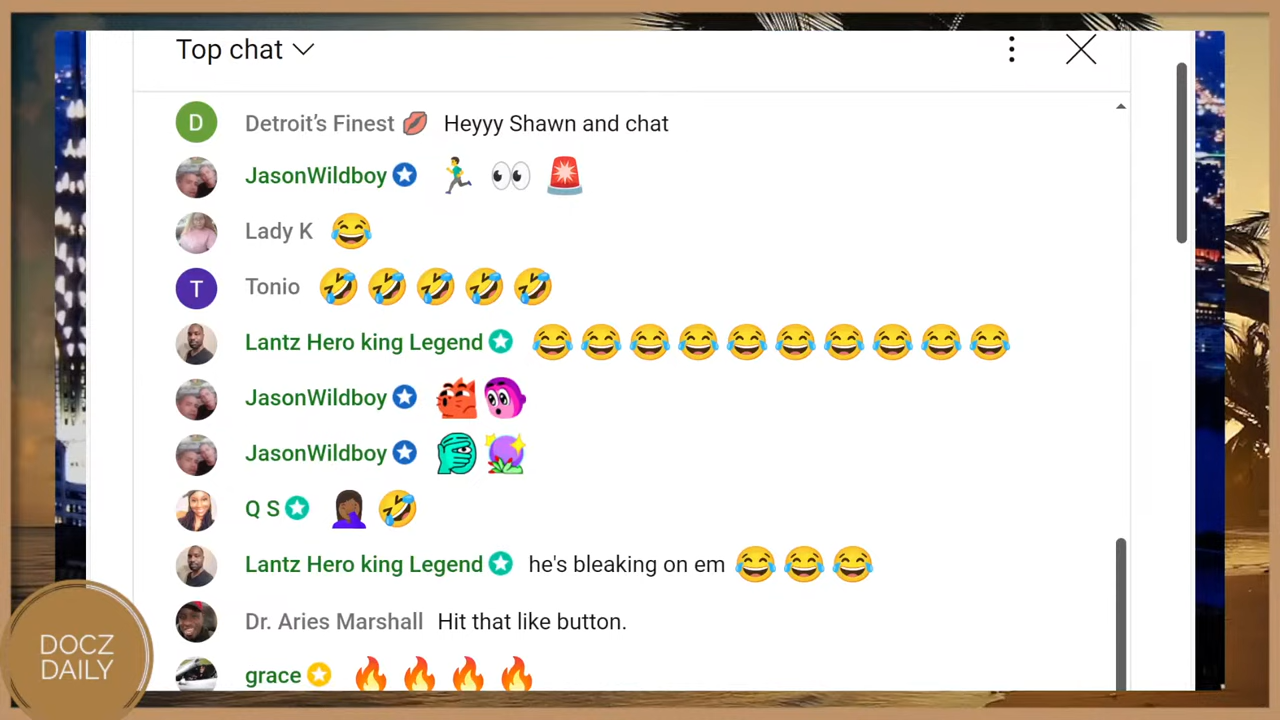 Top chat
D Detroit’s Finest 💋 Heyyy Shawn and chat
JasonWildboy 🏃‍♂️ 👀 🚨
Lady K 😂
T Tonio 🤣 🤣 🤣 🤣 🤣
Lantz Hero king Legend 😂 😂 😂 😂 😂 😂 😂 😂 😂 😂
JasonWildboy
JasonWildboy
Q S 🤦🏾‍♀️ 🤣
Lantz Hero king Legend he's bleaking on em 😂 😂 😂
Dr. Aries Marshall Hit that like button.
grace 🔥 🔥 🔥 🔥
DOCZ
DAILY